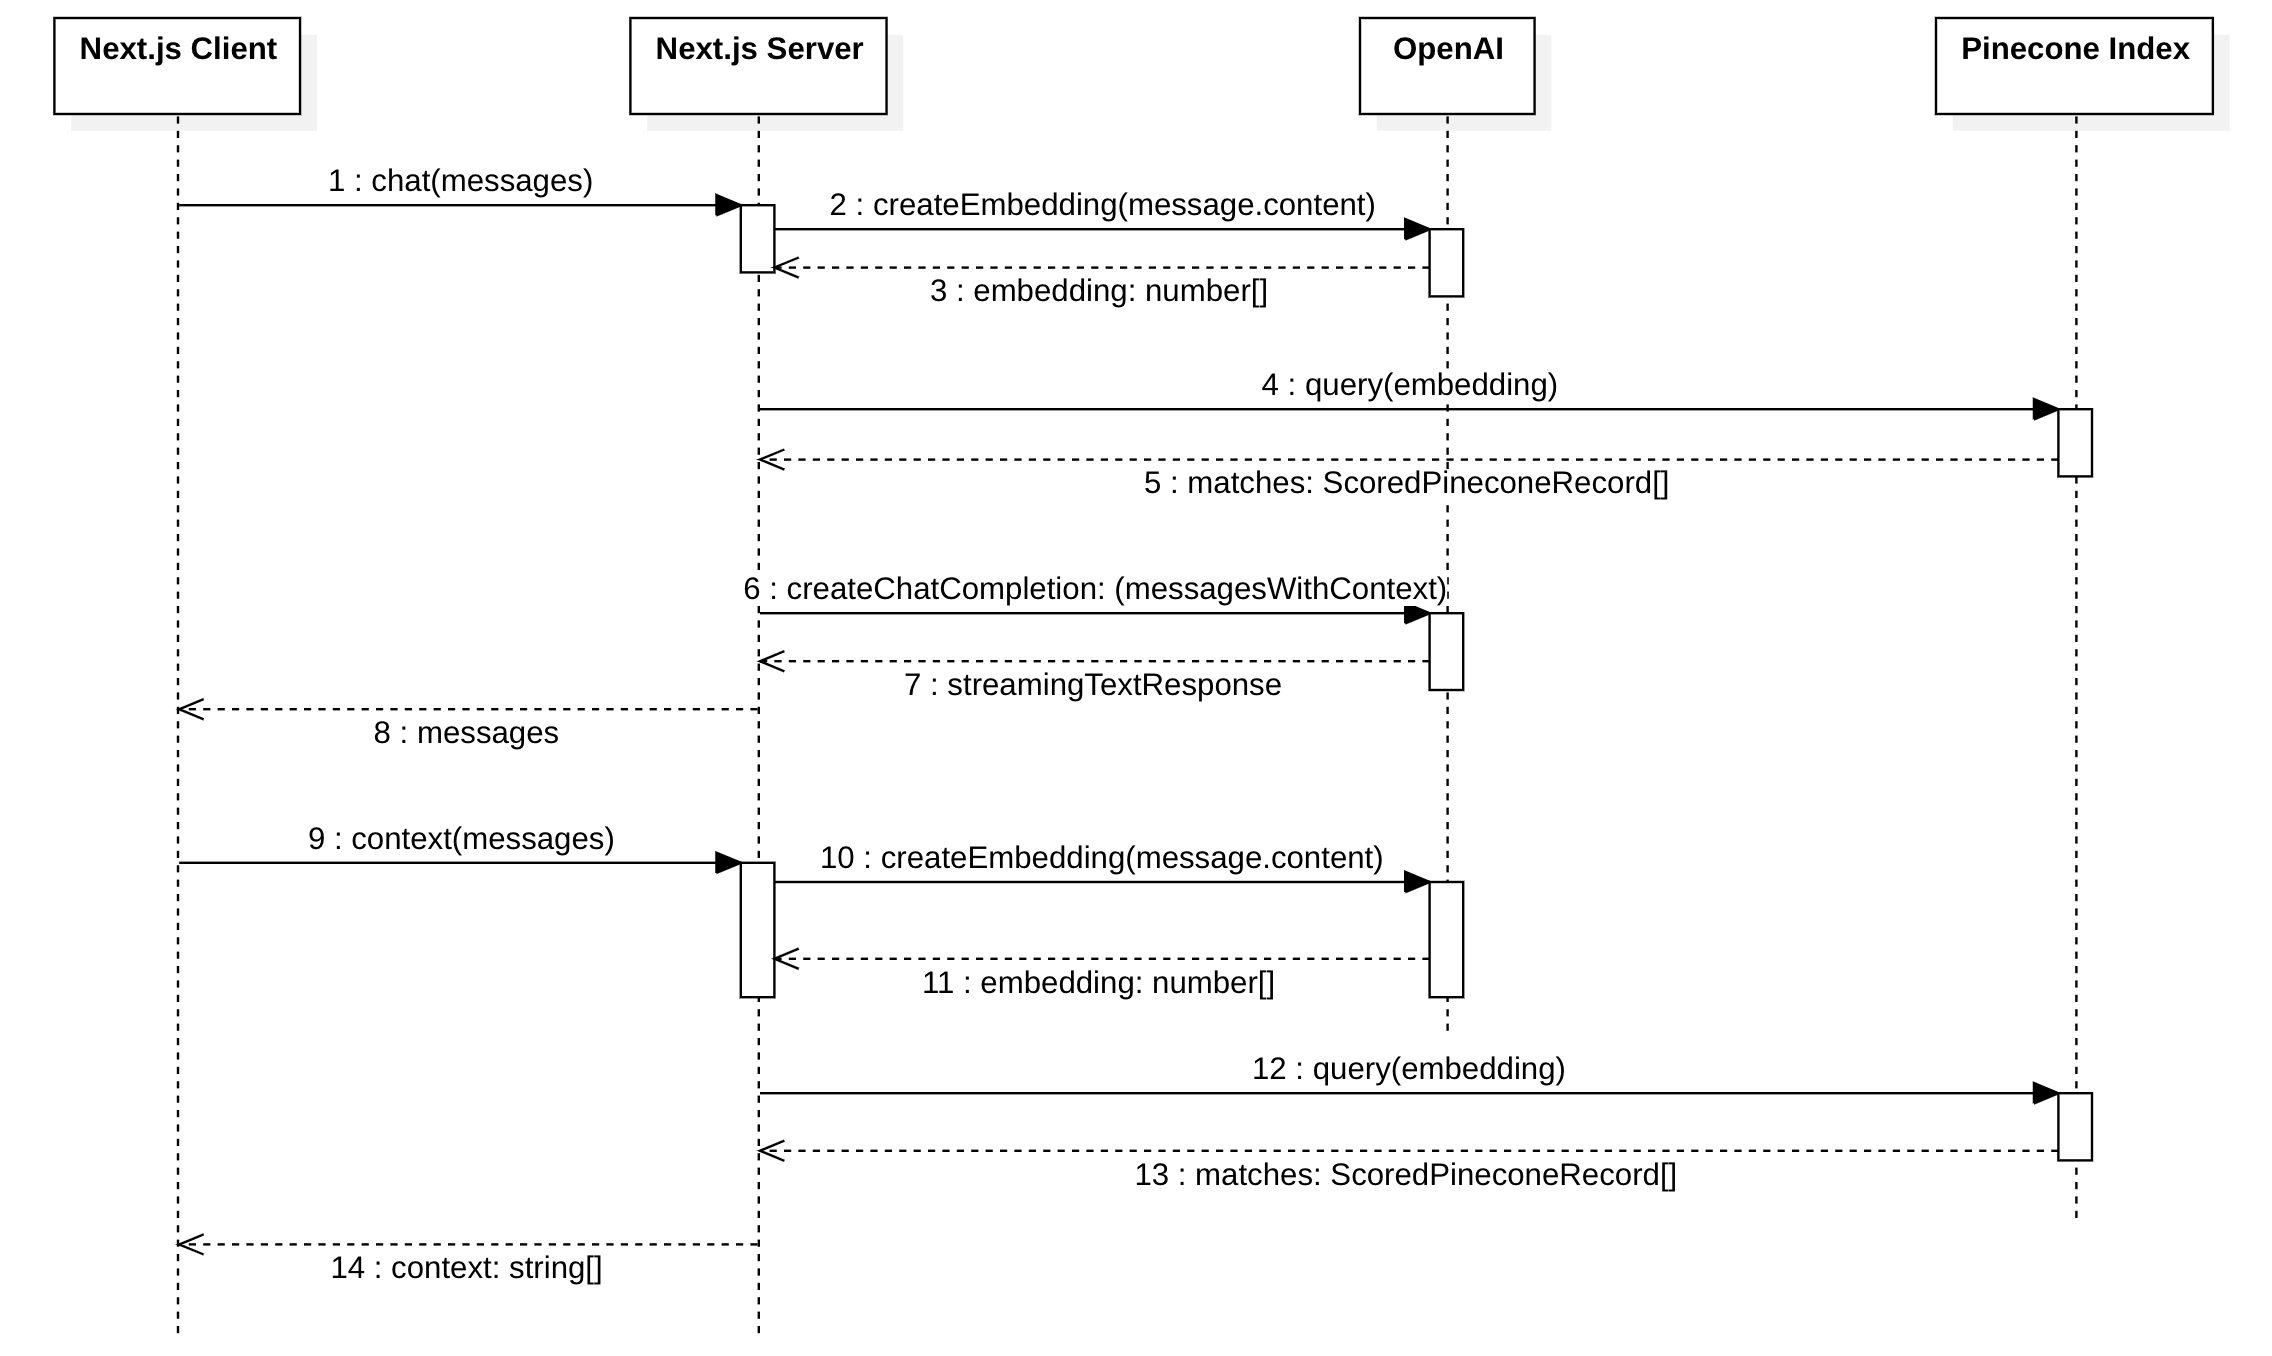 Next.js Client
Next.js Server
OpenAI
Pinecone Index
1 : chat(messages)
2 : createEmbedding(message.content)
3 : embedding: number[]
4 : query(embedding)
5 : matches: ScoredPineconeRecord[]
6 : createChatCompletion: (messagesWithContext)
7 : streamingTextResponse
8 : messages
9 : context(messages)
10 : createEmbedding(message.content)
11 : embedding: number[]
12 : query(embedding)
13 : matches: ScoredPineconeRecord[]
14 : context: string[]